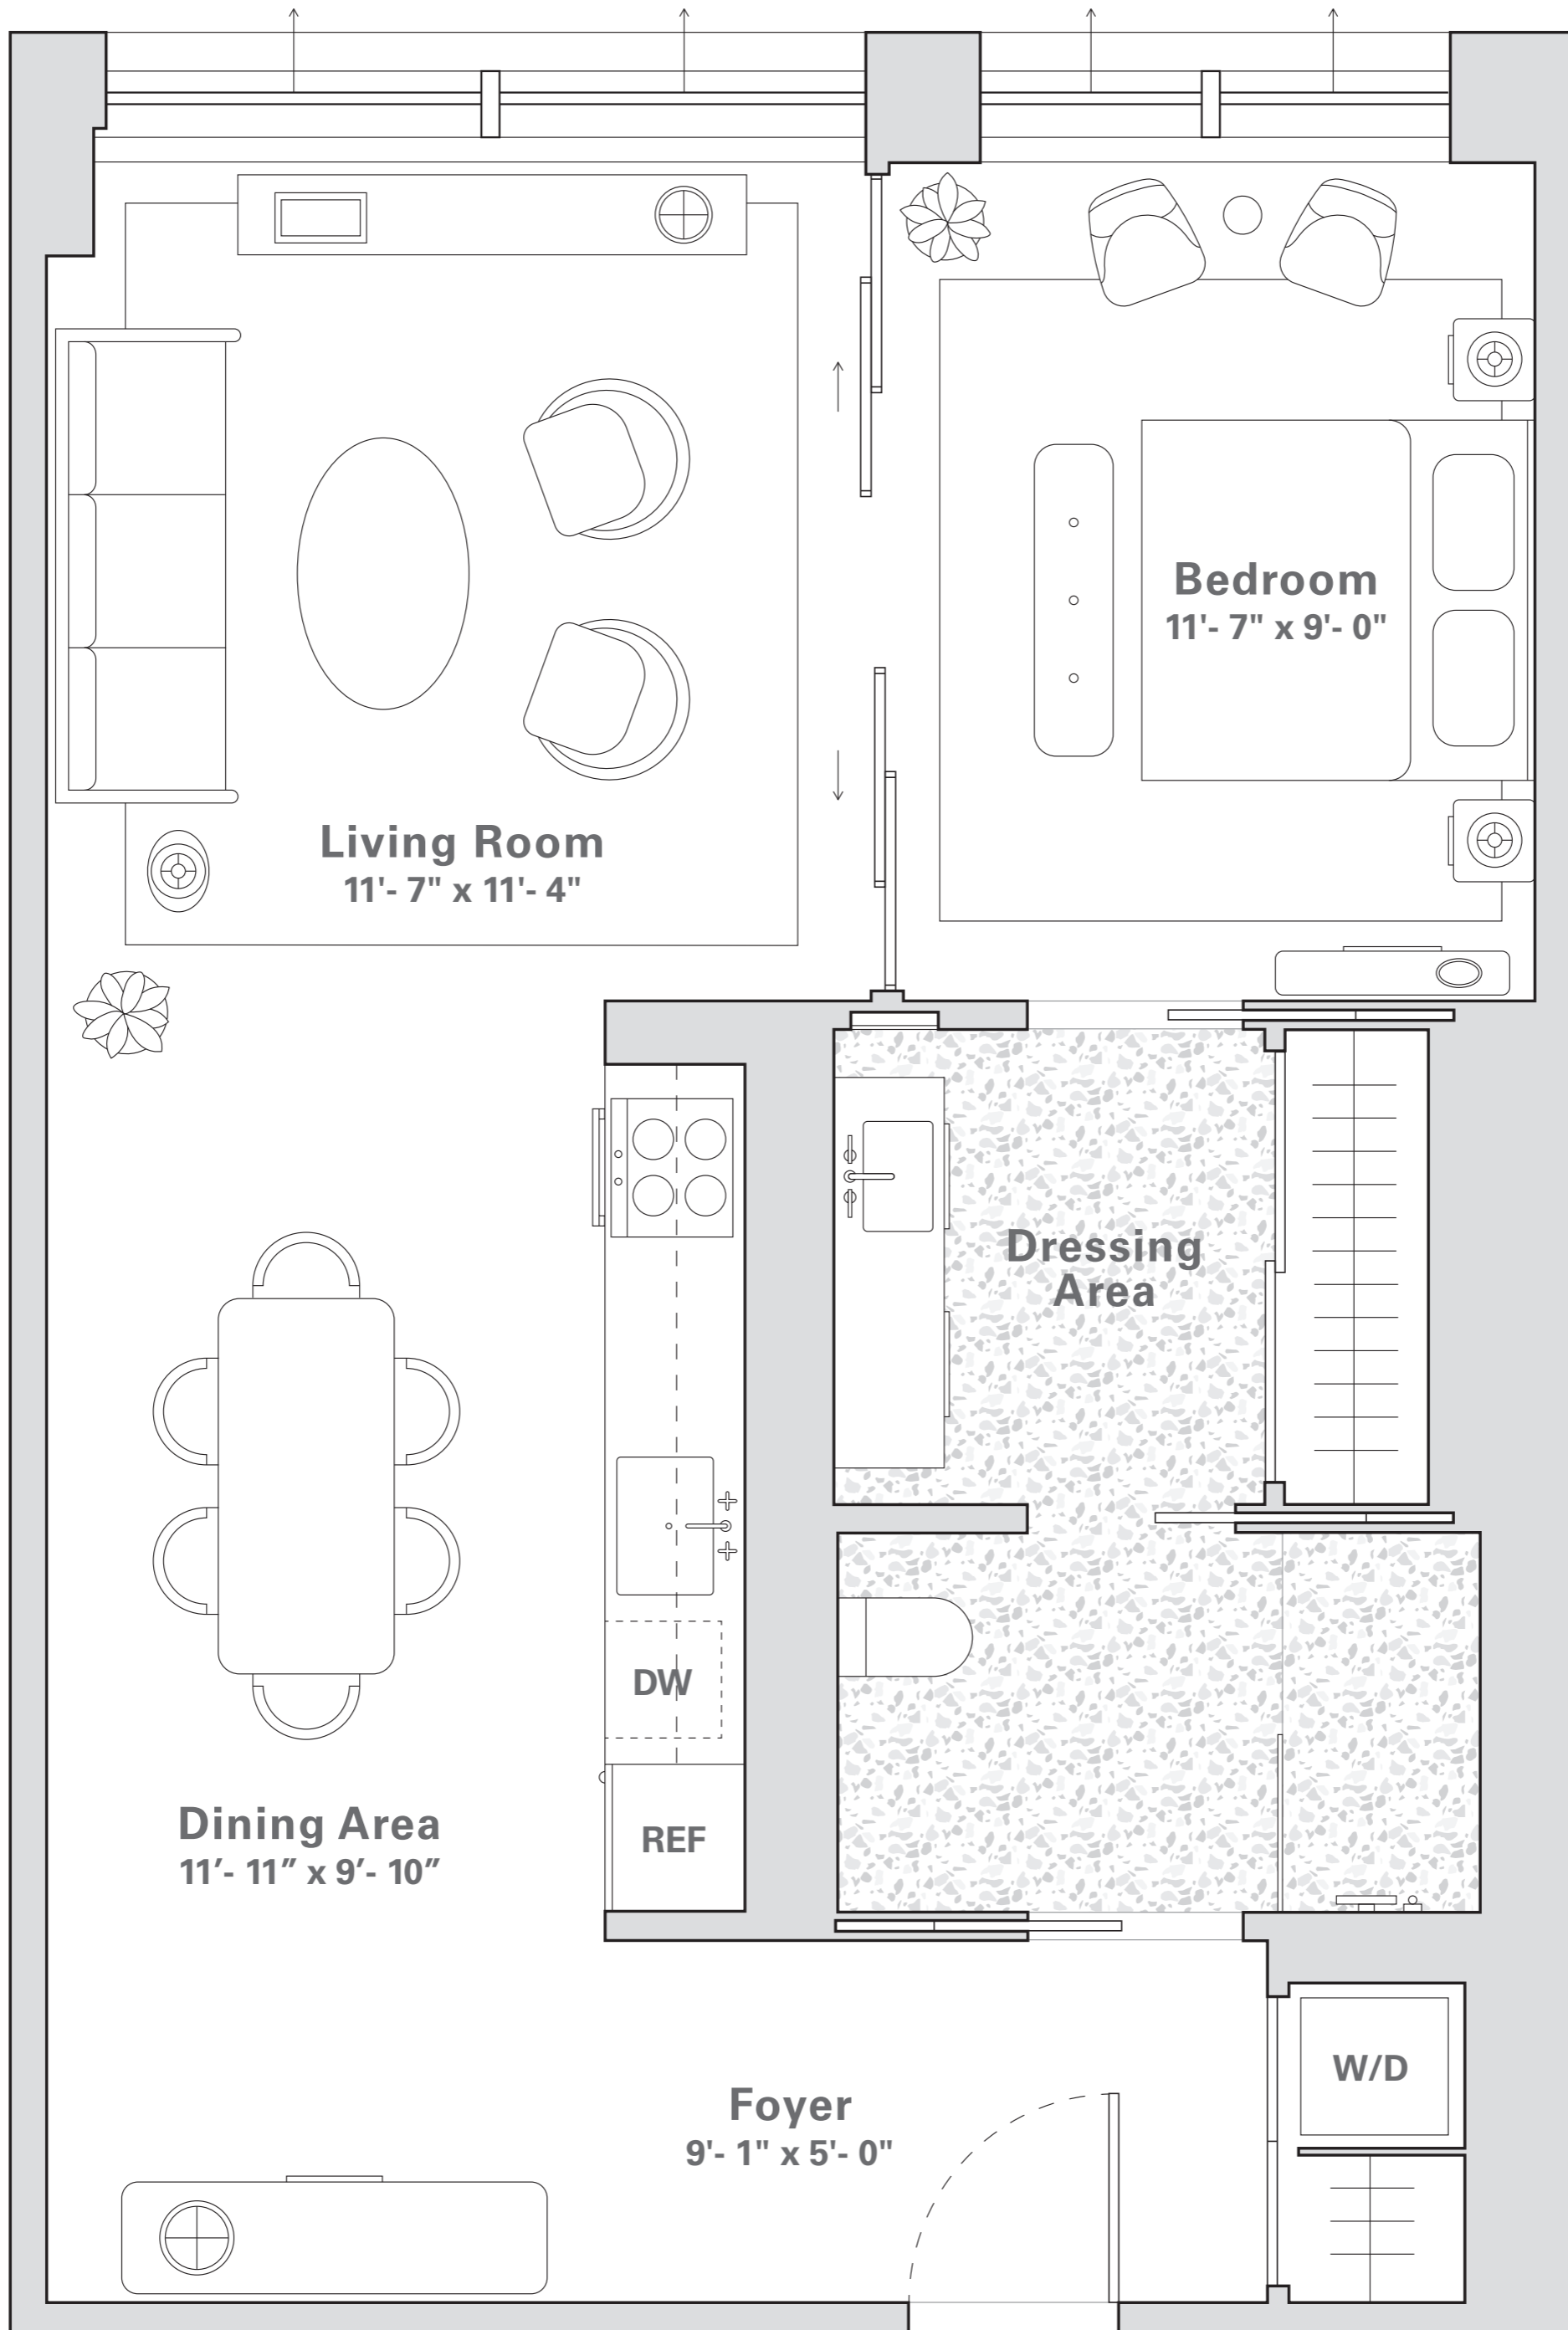 Bedroom
11'- 7" x 9'- 0"
Living Room
11'- 7" x 11'- 4"
Dressing
Area
DW
Dining Area
11′- 11″ x 9′- 10″
REF
W/D
Foyer
9'- 1" x 5'- 0"